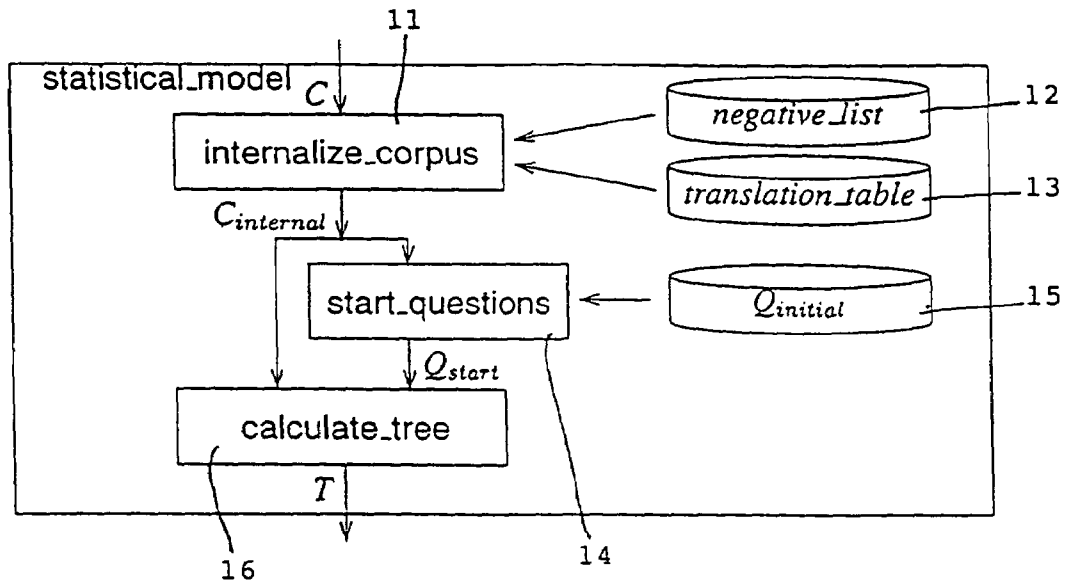 11
statistical_model
C
negative_list
12
internalize_corpus
translation_table
13
C_internal
start_questions
Q_initial
15
Q_start
calculate_tree
T
14
16